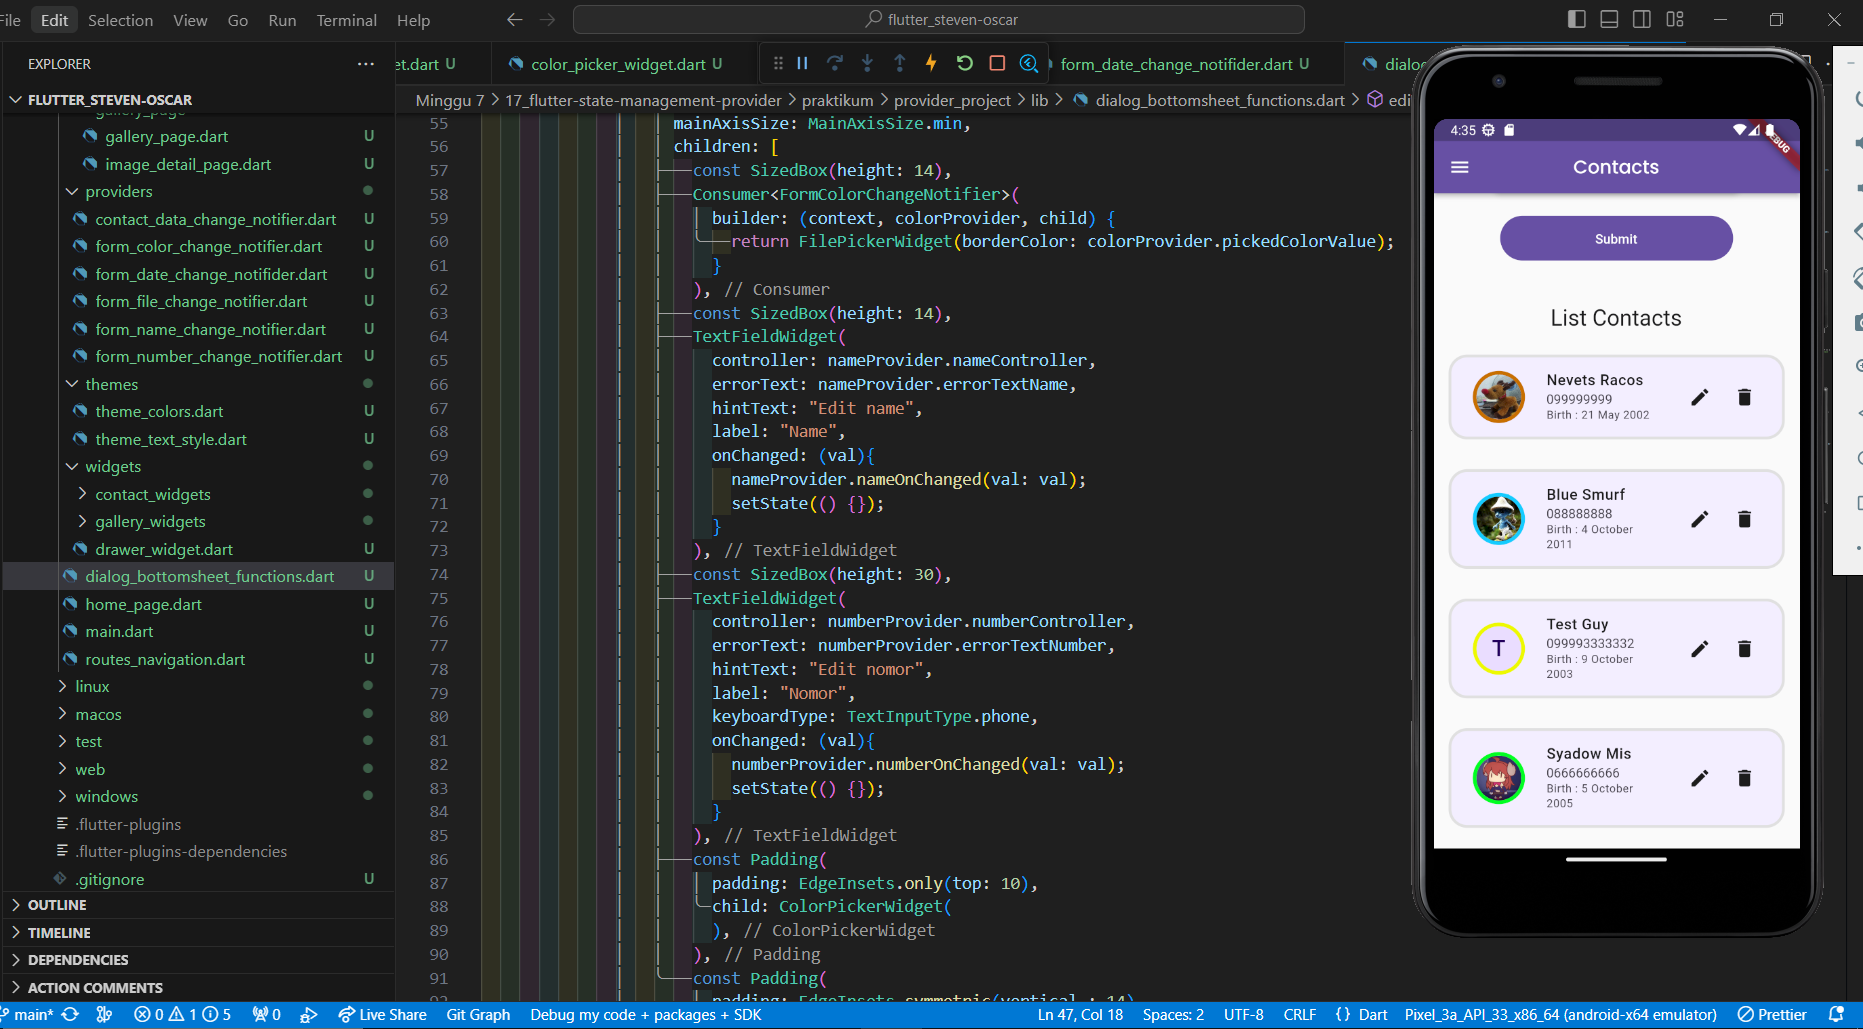 File Edit Selection View Go Run Terminal Help
flutter_steven-oscar
EXPLORER
et.dart U
color_picker_widget.dart U
form_date_change_notifider.dart U
FLUTTER_STEVEN-OSCAR
Minggu 7 > 17_flutter-state-management-provider > praktikum > provider_project > lib > dialog_bottomsheet_functions.dart > edi
gallery_page
gallery_page.dart U
image_detail_page.dart U
providers
contact_data_change_notifier.dart U
form_color_change_notifier.dart U
form_date_change_notifider.dart U
form_file_change_notifier.dart U
form_name_change_notifier.dart U
form_number_change_notifier.dart U
themes
theme_colors.dart U
theme_text_style.dart U
widgets
contact_widgets
gallery_widgets
drawer_widget.dart U
dialog_bottomsheet_functions.dart U
home_page.dart U
main.dart U
routes_navigation.dart U
linux
macos
test
web
windows
.flutter-plugins
.flutter-plugins-dependencies
.gitignore U
OUTLINE
TIMELINE
DEPENDENCIES
ACTION COMMENTS
55 mainAxisSize: MainAxisSize.min,
56 children: [
57 const SizedBox(height: 14),
58 Consumer<FormColorChangeNotifier>(
59 builder: (context, colorProvider, child) {
60 return FilePickerWidget(borderColor: colorProvider.pickedColorValue);
61 }
62 ), // Consumer
63 const SizedBox(height: 14),
64 TextFieldWidget(
65 controller: nameProvider.nameController,
66 errorText: nameProvider.errorTextName,
67 hintText: "Edit name",
68 label: "Name",
69 onChanged: (val){
70 nameProvider.nameOnChanged(val: val);
71 setState(() {});
72 }
73 ), // TextFieldWidget
74 const SizedBox(height: 30),
75 TextFieldWidget(
76 controller: numberProvider.numberController,
77 errorText: numberProvider.errorTextNumber,
78 hintText: "Edit nomor",
79 label: "Nomor",
80 keyboardType: TextInputType.phone,
81 onChanged: (val){
82 numberProvider.numberOnChanged(val: val);
83 setState(() {});
84 }
85 ), // TextFieldWidget
86 const Padding(
87 padding: EdgeInsets.only(top: 10),
88 child: ColorPickerWidget(
89 ), // ColorPickerWidget
90 ), // Padding
91 const Padding(
padding: EdgeInsets.symmetric(vertical : 14)
4:35
Contacts
Submit
List Contacts
Nevets Racos
099999999
Birth : 21 May 2002
Blue Smurf
088888888
Birth : 4 October
2011
T
Test Guy
099993333332
Birth : 9 October
2003
Syadow Mis
0666666666
Birth : 5 October
2005
main* 0 1 5 0 Live Share Git Graph Debug my code + packages + SDK Ln 47, Col 18 Spaces: 2 UTF-8 CRLF { } Dart Pixel_3a_API_33_x86_64 (android-x64 emulator) Prettier